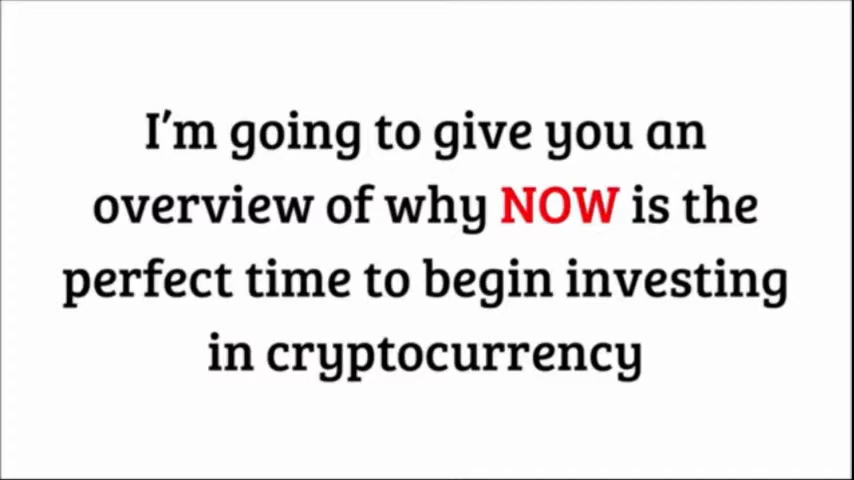 I'm going to give you an
overview of why NOW is the
perfect time to begin investing
in cryptocurrency